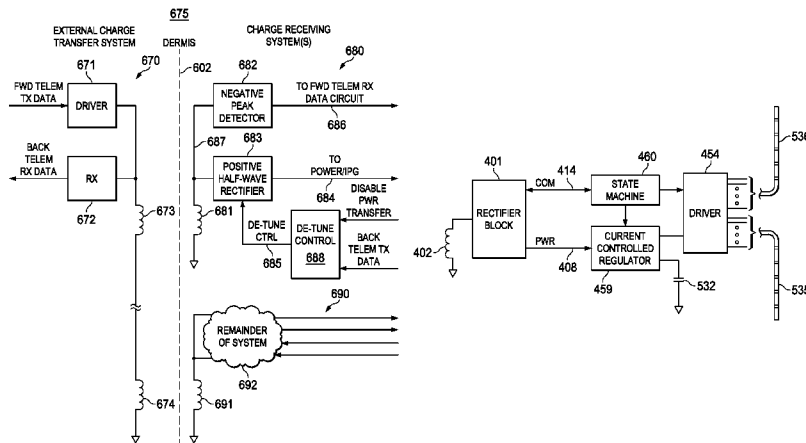 675
EXTERNAL CHARGE
TRANSFER SYSTEM
DERMIS
CHARGE RECEIVING
SYSTEM(S)
670
602
680
671
FWD TELEM
TX DATA
DRIVER
682
NEGATIVE
PEAK
DETECTOR
TO FWD TELEM RX
DATA CIRCUIT
686
687
BACK
TELEM
RX DATA
RX
672
683
POSITIVE
HALF-WAVE
RECTIFIER
TO
POWER/IPG
684
DISABLE
PWR
TRANSFER
673
681
DE-TUNE
CTRL
685
DE-TUNE
CONTROL
688
BACK
TELEM TX
DATA
690
REMAINDER
OF SYSTEM
692
674
691
401
RECTIFIER
BLOCK
402
COM
414
460
STATE
MACHINE
454
DRIVER
536
PWR
408
CURRENT
CONTROLLED
REGULATOR
459
532
535